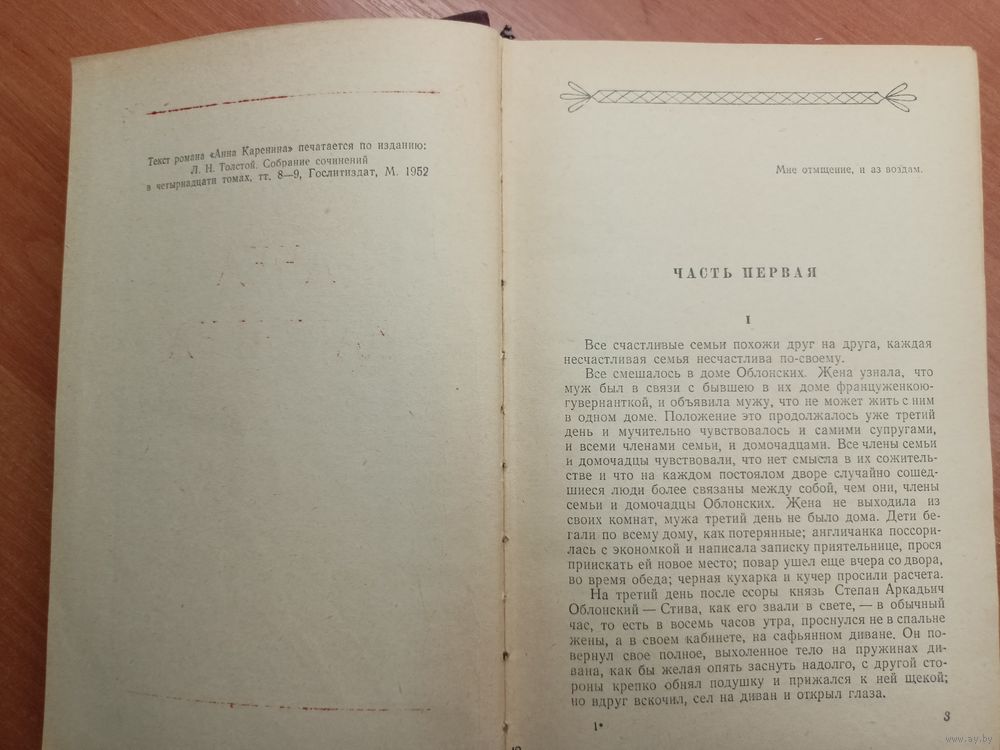 Текст романа «Анна Каренина» печатается по изданию:
Л. Н. Толстой. Собрание сочинений
в четырнадцати томах, тт. 8—9, Гослитиздат, М. 1952
Мне отмщение, и аз воздам.
ЧАСТЬ ПЕРВАЯ
I
Все счастливые семьи похожи друг на друга, каждая
несчастливая семья несчастлива по-своему.
Все смешалось в доме Облонских. Жена узнала, что
муж был в связи с бывшею в их доме француженкою-
гувернанткой, и объявила мужу, что не может жить с ним
в одном доме. Положение это продолжалось уже третий
день и мучительно чувствовалось и самими супругами,
и всеми членами семьи, и домочадцами. Все члены семьи
и домочадцы чувствовали, что нет смысла в их сожитель-
стве и что на каждом постоялом дворе случайно сошед-
шиеся люди более связаны между собой, чем они, члены
семьи и домочадцы Облонских. Жена не выходила из
своих комнат, мужа третий день не было дома. Дети бе-
гали по всему дому, как потерянные; англичанка поссори-
лась с экономкой и написала записку приятельнице, прося
приискать ей новое место; повар ушел еще вчера со двора,
во время обеда; черная кухарка и кучер просили расчета.
На третий день после ссоры князь Степан Аркадьич
Облонский — Стива, как его звали в свете, — в обычный
час, то есть в восемь часов утра, проснулся не в спальне
жены, а в своем кабинете, на сафьянном диване. Он по-
вернул свое полное, выхоленное тело на пружинах ди-
вана, как бы желая опять заснуть надолго, с другой сто-
роны крепко обнял подушку и прижался к ней щекой;
но вдруг вскочил, сел на диван и открыл глаза.
1*
3
www.ay.by